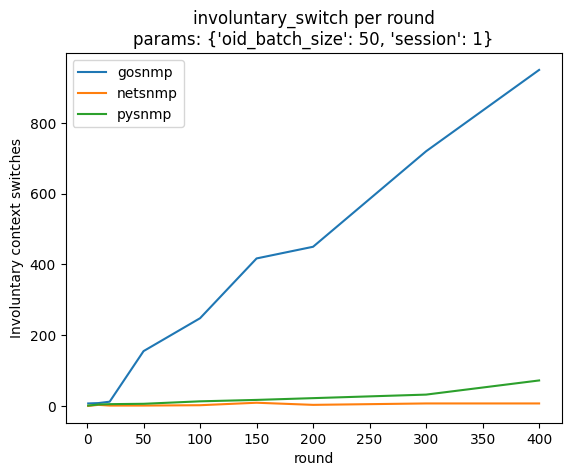 involuntary_switch per round
params: {'oid_batch_size': 50, 'session': 1}
gosnmp
netsnmp
pysnmp
Involuntary context switches
800
600
400
200
0
0 50 100 150 200 250 300 350 400
round